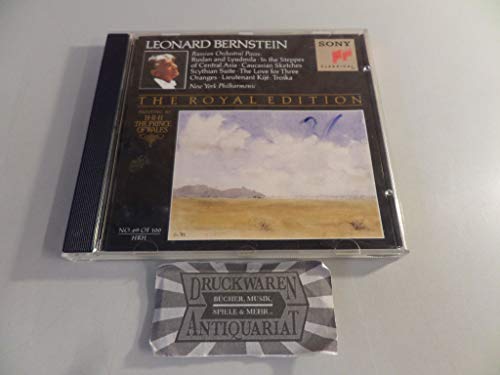 LEONARD BERNSTEIN
Russian Orchestral Pieces
Ruslan and Lyudmila · In the Steppes
of Central Asia · Caucasian Sketches
Scythian Suite · The Love for Three
Oranges · Lieutenant Kijé: Troika
New York Philharmonic
SONY
CLASSICAL
THE ROYAL EDITION
H·R·H
THE PRINCE
OF WALES
NO. 49 OF 100
HRH
DRUCKWAREN
BÜCHER, MUSIK,
SPIELE & MEHR...
ANTIQUARIAT